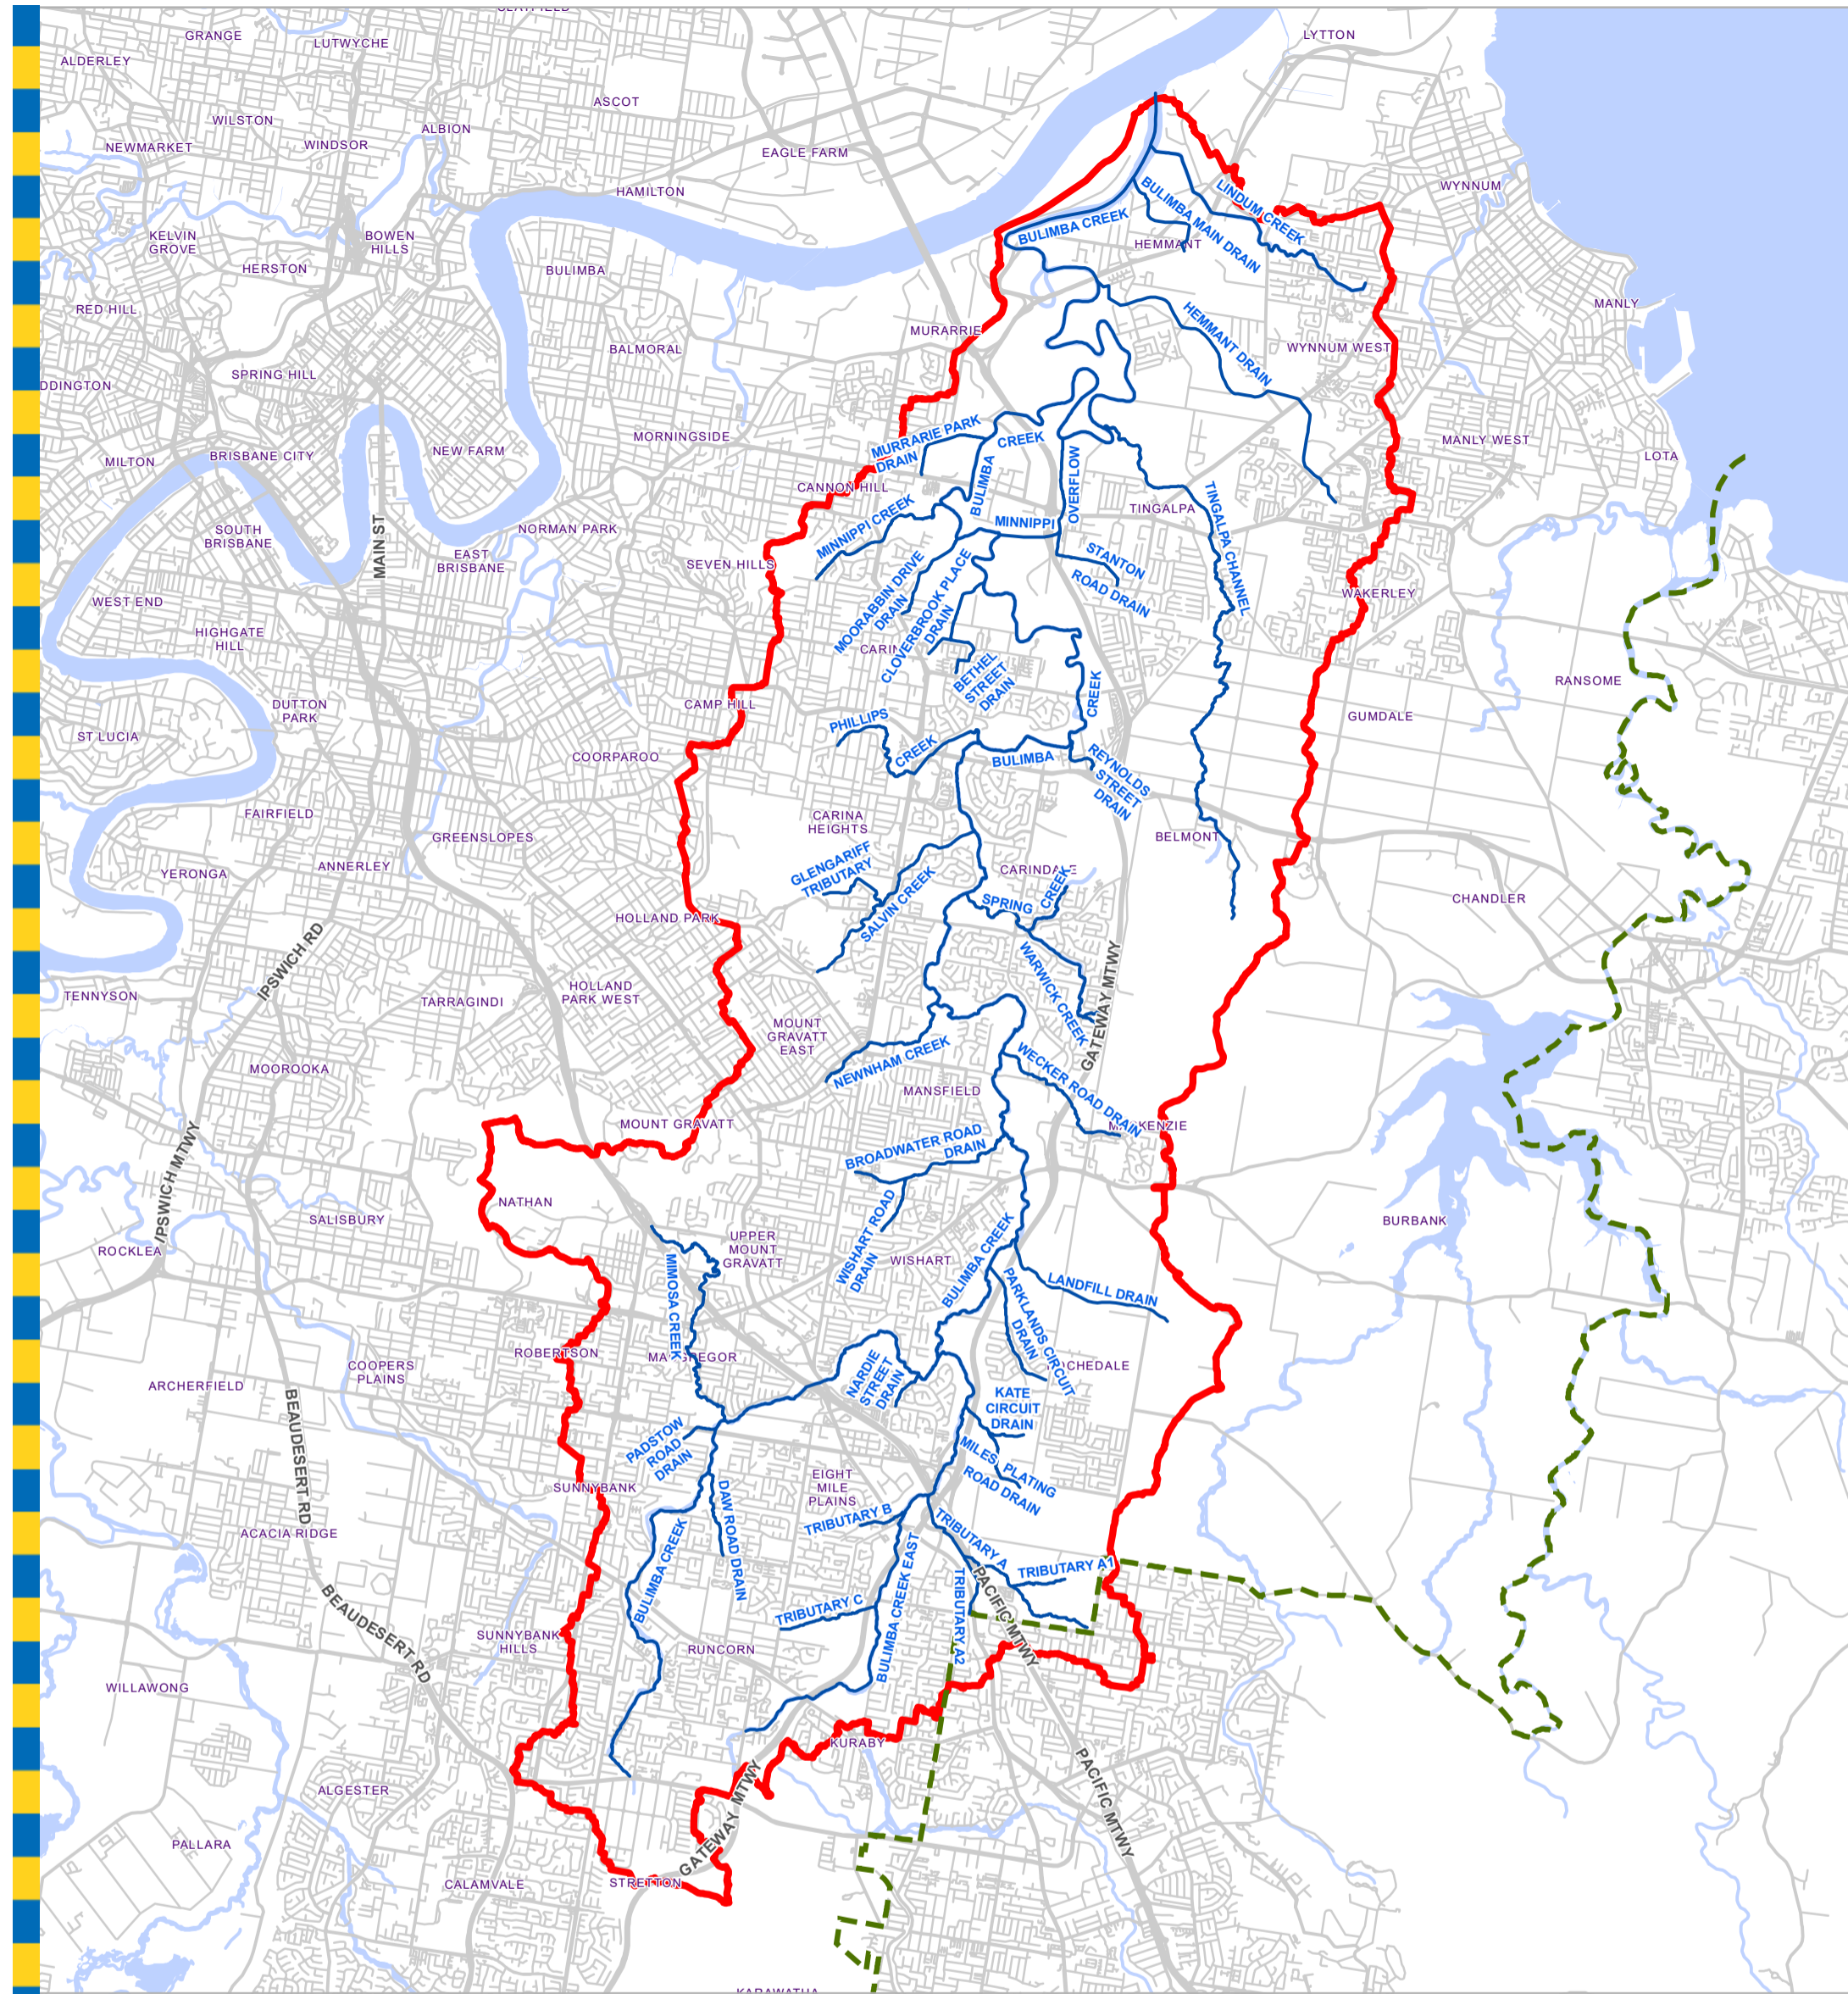 CLAYFIELD
GRANGE
LUTWYCHE
LYTTON
ALDERLEY
ASCOT
WILSTON
ALBION
NEWMARKET
WINDSOR
EAGLE FARM
HAMILTON
WYNNUM
LINDUM CREEK
BULIMBA MAIN DRAIN
BULIMBA CREEK
HEMMANT
KELVIN
GROVE
BOWEN
HILLS
HERSTON
BULIMBA
RED HILL
MANLY
MURARRIE
HEMMANT DRAIN
WYNNUM WEST
BALMORAL
SPRING HILL
DDINGTON
MORNINGSIDE
MURRARIE PARK
DRAIN
CREEK
BULIMBA
OVERFLOW
MANLY WEST
LOTA
NEW FARM
BRISBANE CITY
MILTON
CANNON HILL
MINNIPPI CREEK
MINNIPPI
TINGALPA
TINGALPA CHANNEL
MAIN ST
SOUTH
BRISBANE
NORMAN PARK
EAST
BRISBANE
SEVEN HILLS
STANTON
ROAD DRAIN
MOORABBIN DRIVE
DRAIN
CLOVERBROOK PLACE
DRAIN
WAKERLEY
WEST END
HIGHGATE
HILL
CARIN
BETHEL
STREET
DRAIN
CREEK
RANSOME
DUTTON
PARK
CAMP HILL
PHILLIPS
CREEK
GUMDALE
ST LUCIA
COORPAROO
BULIMBA
REYNOLDS
STREET
DRAIN
FAIRFIELD
GREENSLOPES
CARINA
HEIGHTS
BELMONT
ANNERLEY
YERONGA
GLENGARIFF
TRIBUTARY
SALVIN CREEK
CARINDALE
SPRING
CREEK
CHANDLER
HOLLAND PARK
IPSWICH RD
WARWICK CREEK
GATEWAY MTWY
TENNYSON
TARRAGINDI
HOLLAND
PARK WEST
MOUNT
GRAVATT
EAST
MOOROOKA
NEWNHAM CREEK
MANSFIELD
WECKER ROAD DRAIN
MOUNT GRAVATT
IPSWICH MTWY
BROADWATER ROAD
DRAIN
NATHAN
SALISBURY
ROCKLEA
UPPER
MOUNT
GRAVATT
WISHART ROAD
DRAIN
WISHART
BULIMBA CREEK
BURBANK
MIMOSA CREEK
PARKLANDS CIRCUIT
DRAIN
LANDFILL DRAIN
ROBERTSON
COOPERS
PLAINS
ARCHERFIELD
NARDIE
STREET
DRAIN
KATE
CIRCUIT
DRAIN
BEAUDESERT RD
PADSTOW
ROAD
DRAIN
MILES PLATING
ROAD DRAIN
EIGHT
MILE
PLAINS
SUNNYBANK
DAW ROAD DRAIN
TRIBUTARY B
TRIBUTARY A
TRIBUTARY A1
ACACIA RIDGE
BULIMBA CREEK
BULIMBA CREEK EAST
TRIBUTARY A2
PACIFIC MTWY
TRIBUTARY C
BEAUDESERT RD
SUNNYBANK
HILLS
RUNCORN
WILLAWONG
KURABY
GATEWAY MTWY
PACIFIC MTWY
ALGESTER
PALLARA
CALAMVALE
STRETTON
KARAWATHA